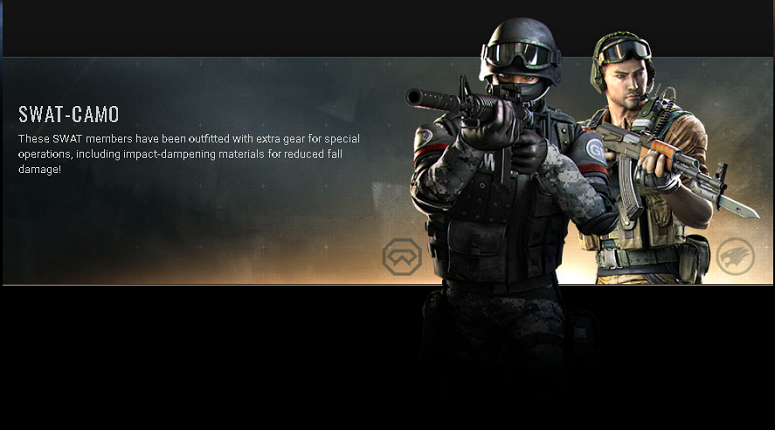 SWAT-CAMO
These SWAT members have been outfitted with extra gear for special
operations, including impact-dampening materials for reduced fall
damage!